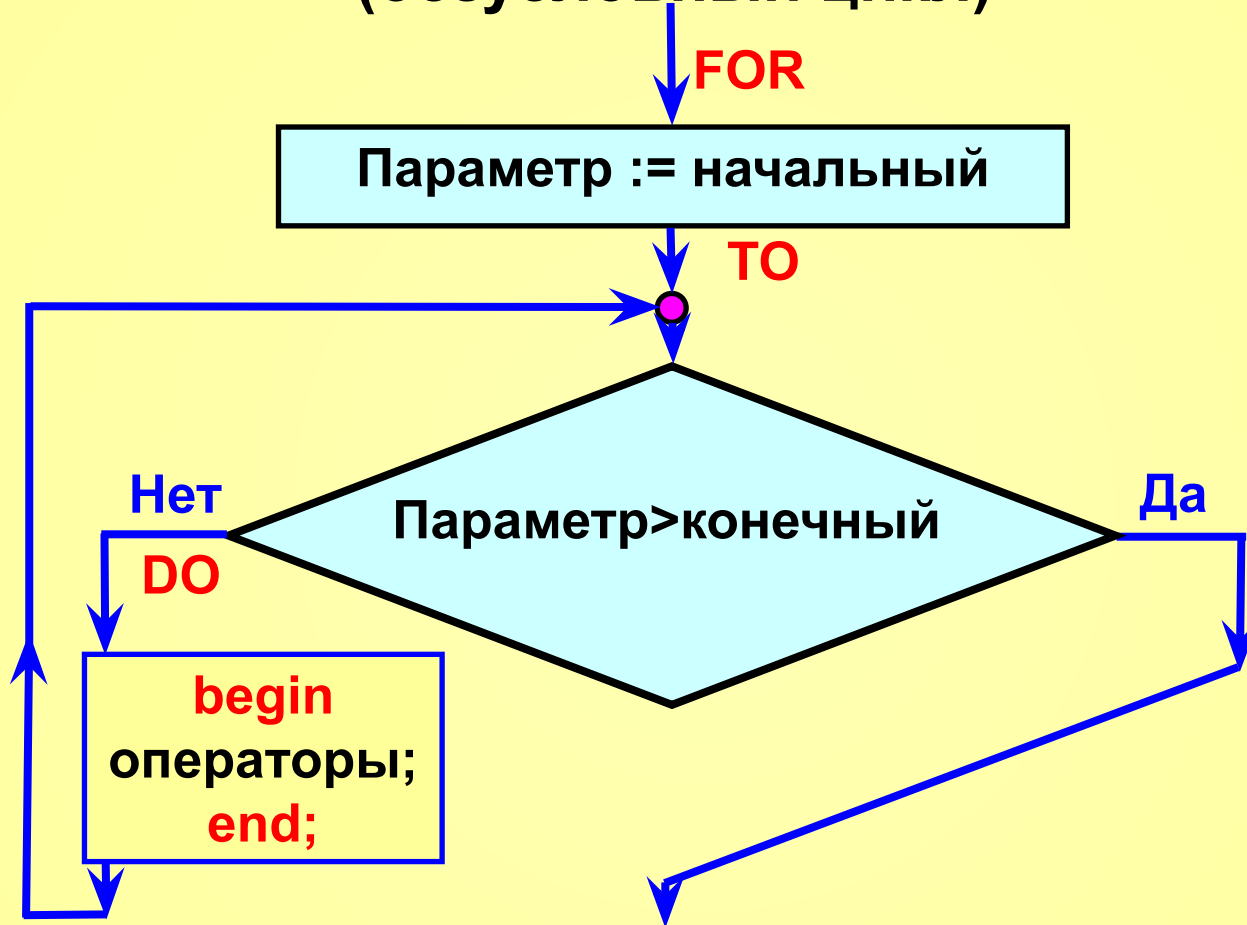 FOR
Параметр := начальный
TO
Нет
Да
Параметр>конечный
DO
begin
операторы;
end;